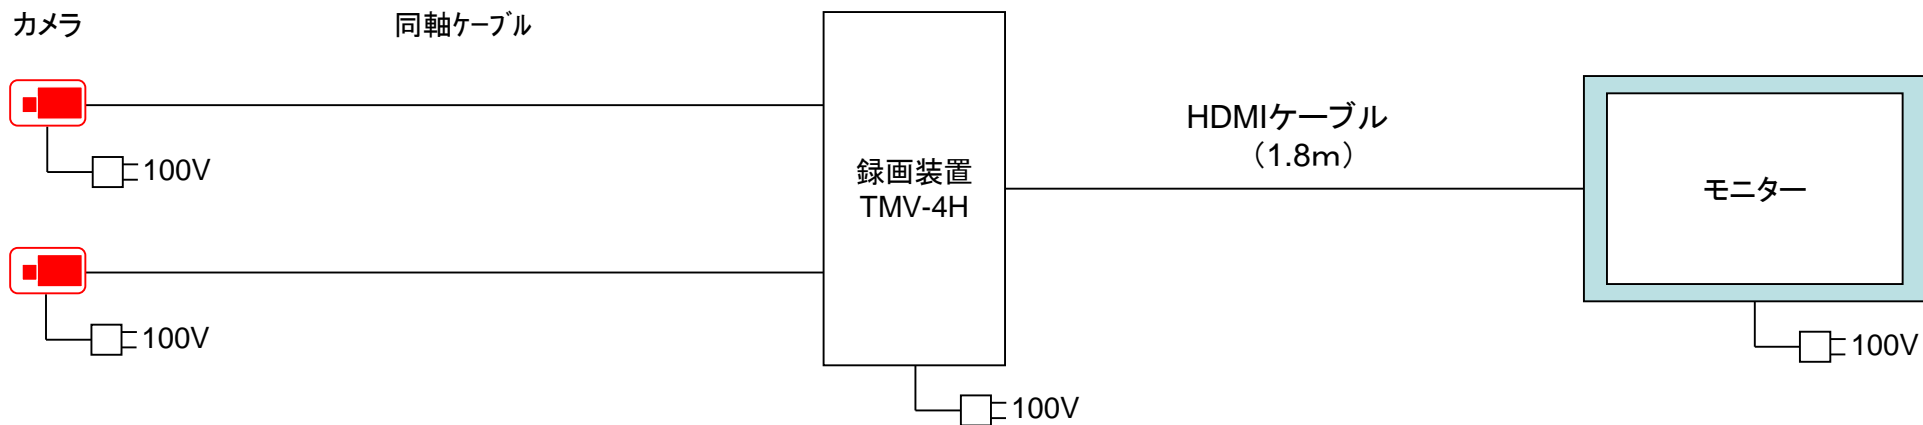 カメラ
同軸ｹｰﾌﾞﾙ
100V
100V
録画装置
TMV-4H
100V
HDMIケーブル
（1.8ｍ）
モニター
100V